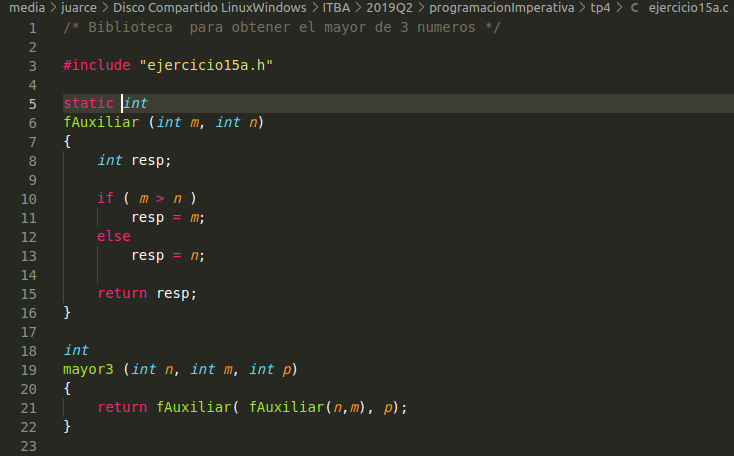 media › juarce › Disco Compartido LinuxWindows › ITBA › 2019Q2 › programacionImperativa › tp4 › C ejercicio15a.c
1 /* Biblioteca  para obtener el mayor de 3 numeros */
2
3 #include "ejercicio15a.h"
4
5 static int
6 fAuxiliar (int m, int n)
7 {
8     int resp;
9
10     if ( m > n )
11         resp = m;
12     else
13         resp = n;
14
15     return resp;
16 }
17
18 int
19 mayor3 (int n, int m, int p)
20 {
21     return fAuxiliar( fAuxiliar(n,m), p);
22 }
23